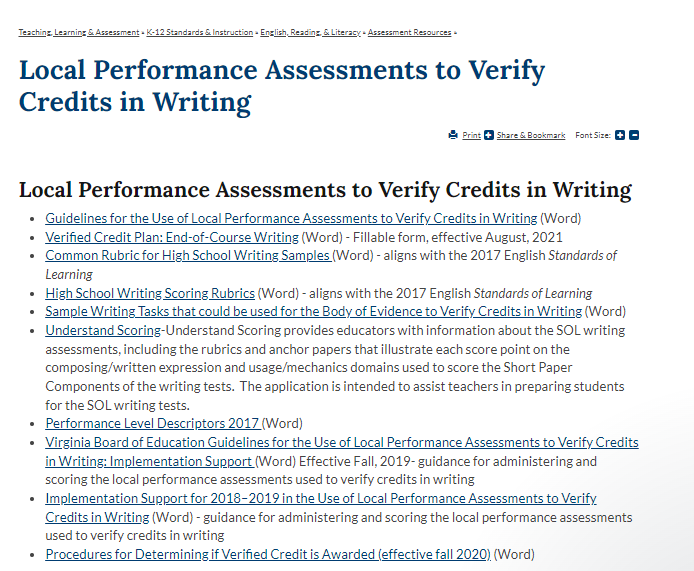 Teaching, Learning & Assessment » K-12 Standards & Instruction » English, Reading, & Literacy » Assessment Resources »
Local Performance Assessments to Verify
Credits in Writing
Print Share & Bookmark Font Size: + -
Local Performance Assessments to Verify Credits in Writing
• Guidelines for the Use of Local Performance Assessments to Verify Credits in Writing (Word)
• Verified Credit Plan: End-of-Course Writing (Word) - Fillable form, effective August, 2021
• Common Rubric for High School Writing Samples (Word) - aligns with the 2017 English Standards of
Learning
• High School Writing Scoring Rubrics (Word) - aligns with the 2017 English Standards of Learning
• Sample Writing Tasks that could be used for the Body of Evidence to Verify Credits in Writing (Word)
• Understand Scoring-Understand Scoring provides educators with information about the SOL writing
assessments, including the rubrics and anchor papers that illustrate each score point on the
composing/written expression and usage/mechanics domains used to score the Short Paper
Components of the writing tests. The application is intended to assist teachers in preparing students
for the SOL writing tests.
• Performance Level Descriptors 2017 (Word)
• Virginia Board of Education Guidelines for the Use of Local Performance Assessments to Verify Credits
in Writing: Implementation Support (Word) Effective Fall, 2019- guidance for administering and
scoring the local performance assessments used to verify credits in writing
• Implementation Support for 2018–2019 in the Use of Local Performance Assessments to Verify
Credits in Writing (Word) - guidance for administering and scoring the local performance assessments
used to verify credits in writing
• Procedures for Determining if Verified Credit is Awarded (effective fall 2020) (Word)